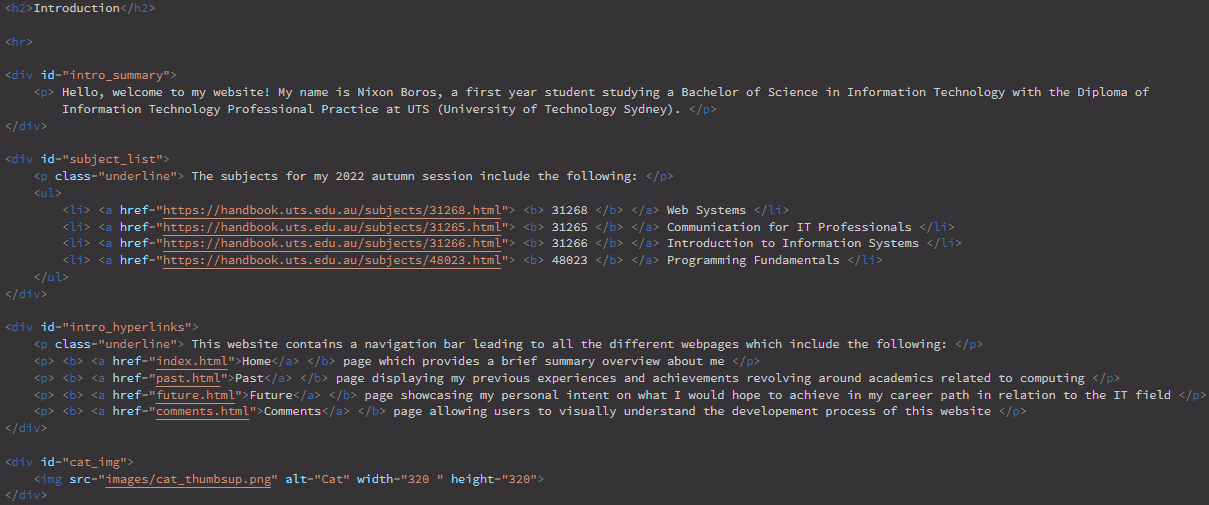 <h2>Introduction</h2>
<hr>
<div id="intro_summary">
<p> Hello, welcome to my website! My name is Nixon Boros, a first year student studying a Bachelor of Science in Information Technology with the Diploma of
Information Technology Professional Practice at UTS (University of Technology Sydney). </p>
</div>
<div id="subject_list">
<p class="underline"> The subjects for my 2022 autumn session include the following: </p>
<ul>
<li> <a href="https://handbook.uts.edu.au/subjects/31268.html"> <b> 31268 </b> </a> Web Systems </li>
<li> <a href="https://handbook.uts.edu.au/subjects/31265.html"> <b> 31265 </b> </a> Communication for IT Professionals </li>
<li> <a href="https://handbook.uts.edu.au/subjects/31266.html"> <b> 31266 </b> </a> Introduction to Information Systems </li>
<li> <a href="https://handbook.uts.edu.au/subjects/48023.html"> <b> 48023 </b> </a> Programming Fundamentals </li>
</ul>
</div>
<div id="intro_hyperlinks">
<p class="underline"> This website contains a navigation bar leading to all the different webpages which include the following: </p>
<p> <b> <a href="index.html">Home</a> </b> page which provides a brief summary overview about me </p>
<p> <b> <a href="past.html">Past</a> </b> page displaying my previous experiences and achievements revolving around academics related to computing </p>
<p> <b> <a href="future.html">Future</a> </b> page showcasing my personal intent on what I would hope to achieve in my career path in relation to the IT field </p>
<p> <b> <a href="comments.html">Comments</a> </b> page allowing users to visually understand the developement process of this website </p>
</div>
<div id="cat_img">
<img src="images/cat_thumbsup.png" alt="Cat" width="320 " height="320">
</div>